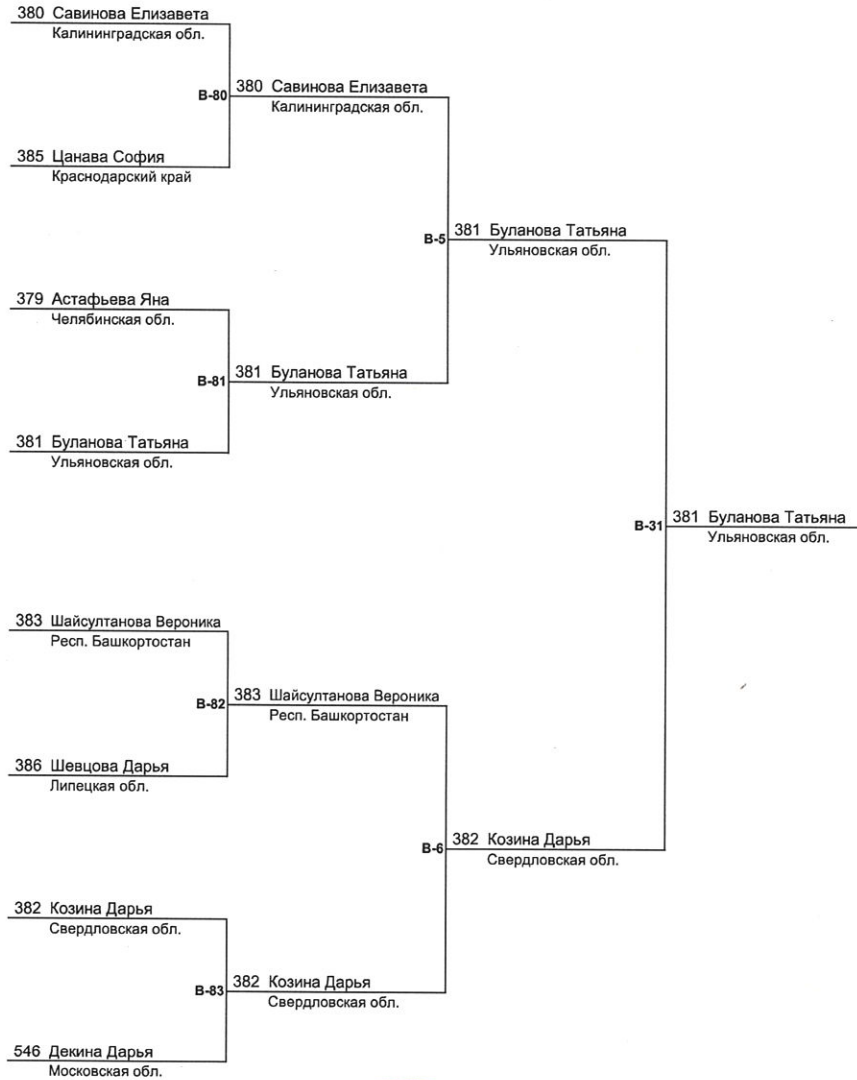 380 Савинова Елизавета
Калининградская обл.
В-80
380 Савинова Елизавета
Калининградская обл.
385 Цанава София
Краснодарский край
В-5
381 Буланова Татьяна
Ульяновская обл.
379 Астафьева Яна
Челябинская обл.
В-81
381 Буланова Татьяна
Ульяновская обл.
381 Буланова Татьяна
Ульяновская обл.
В-31
381 Буланова Татьяна
Ульяновская обл.
383 Шайсултанова Вероника
Респ. Башкортостан
В-82
383 Шайсултанова Вероника
Респ. Башкортостан
386 Шевцова Дарья
Липецкая обл.
В-6
382 Козина Дарья
Свердловская обл.
382 Козина Дарья
Свердловская обл.
В-83
382 Козина Дарья
Свердловская обл.
546 Декина Дарья
Московская обл.